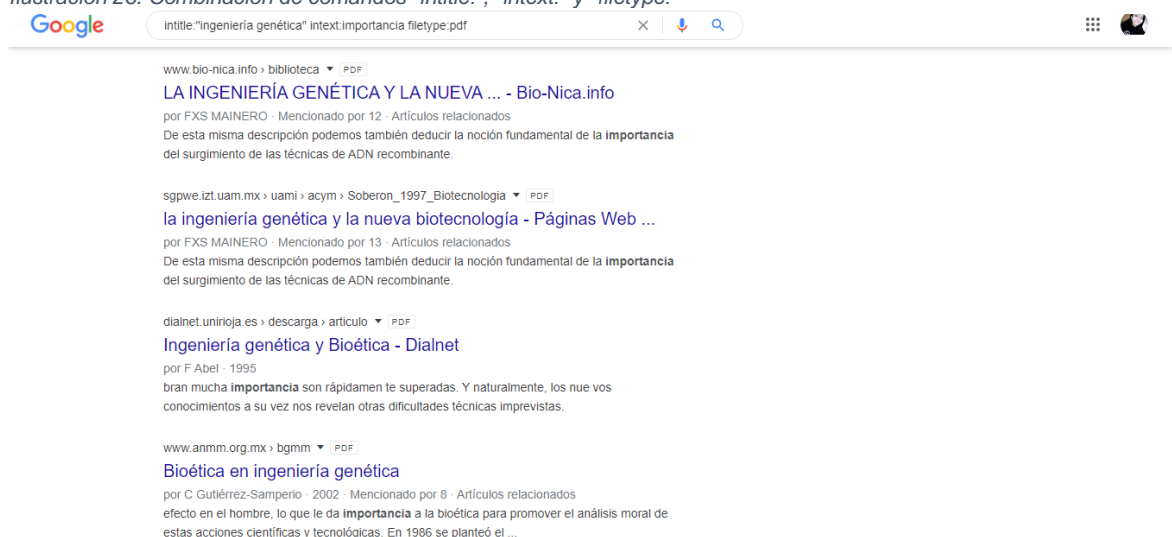 Ilustración 26. Combinación de comandos "intitle:", "intext:" y "filetype:"
Google
intitle:"ingeniería genética" intext:importancia filetype:pdf
www.bio-nica.info › biblioteca ▼ PDF
LA INGENIERÍA GENÉTICA Y LA NUEVA ... - Bio-Nica.info
por FXS MAINERO · Mencionado por 12 · Artículos relacionados
De esta misma descripción podemos también deducir la noción fundamental de la importancia
del surgimiento de las técnicas de ADN recombinante.
sgpwe.izt.uam.mx › uami › acym › Soberon_1997_Biotecnologia ▼ PDF
la ingeniería genética y la nueva biotecnología - Páginas Web ...
por FXS MAINERO · Mencionado por 13 · Artículos relacionados
De esta misma descripción podemos también deducir la noción fundamental de la importancia
del surgimiento de las técnicas de ADN recombinante.
dialnet.unirioja.es › descarga › articulo ▼ PDF
Ingeniería genética y Bioética - Dialnet
por F Abel · 1995
bran mucha importancia son rápidamen te superadas. Y naturalmente, los nue vos
conocimientos a su vez nos revelan otras dificultades técnicas imprevistas.
www.anmm.org.mx › bgmm ▼ PDF
Bioética en ingeniería genética
por C Gutiérrez-Samperio · 2002 · Mencionado por 8 · Artículos relacionados
efecto en el hombre, lo que le da importancia a la bioética para promover el análisis moral de
estas acciones científicas y tecnológicas. En 1986 se planteó el ...